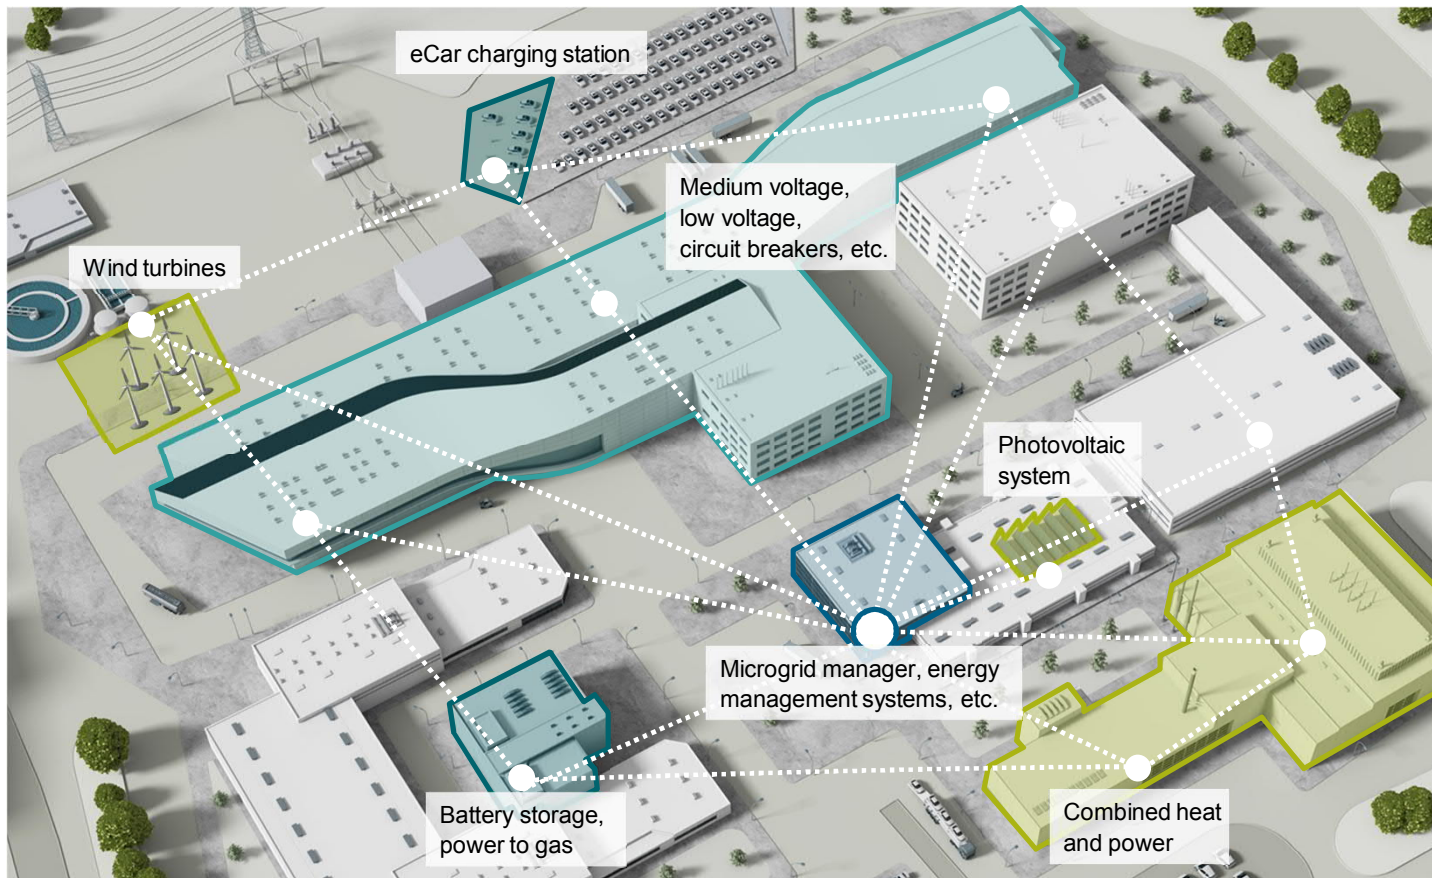 eCar charging station
Medium voltage,
low voltage,
circuit breakers, etc.
Wind turbines
Photovoltaic
system
Microgrid manager, energy
management systems, etc.
Battery storage,
power to gas
Combined heat
and power